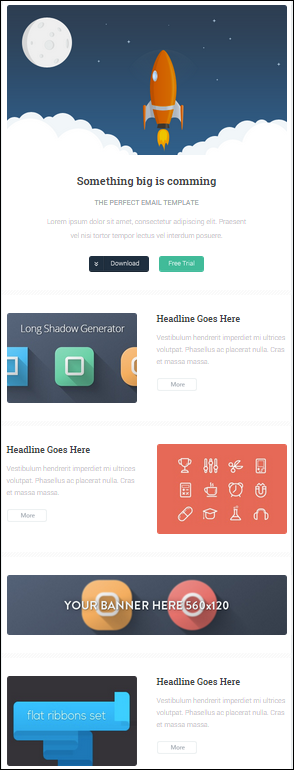 Something big is comming
THE PERFECT EMAIL TEMPLATE
Lorem ipsum dolor sit amet, consectetur adipiscing elit. Praesent
vel nisi tortor tempor lectus vel interdum posuere.
Download
Free Trial
Long Shadow Generator
Headline Goes Here
Vestibulum hendrerit imperdiet mi ultrices
volutpat. Phasellus ac placerat nulla. Cras
et massa massa.
More
Headline Goes Here
Vestibulum hendrerit imperdiet mi ultrices
volutpat. Phasellus ac placerat nulla. Cras
et massa massa.
More
YOUR BANNER HERE 560x120
flat ribbons set
Headline Goes Here
Vestibulum hendrerit imperdiet mi ultrices
volutpat. Phasellus ac placerat nulla. Cras
et massa massa.
More